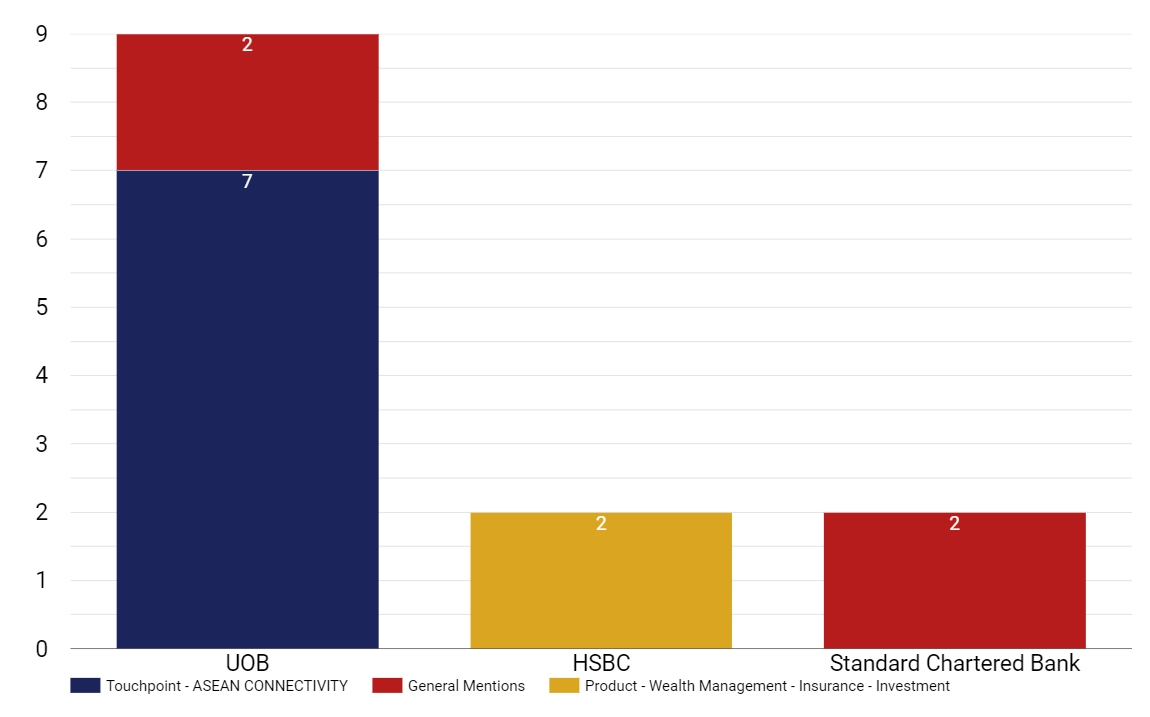 9
2
8
7
7
6
5
4
3
2
2
2
1
0
UOB
HSBC
Standard Chartered Bank
Touchpoint - ASEAN CONNECTIVITY
General Mentions
Product - Wealth Management - Insurance - Investment